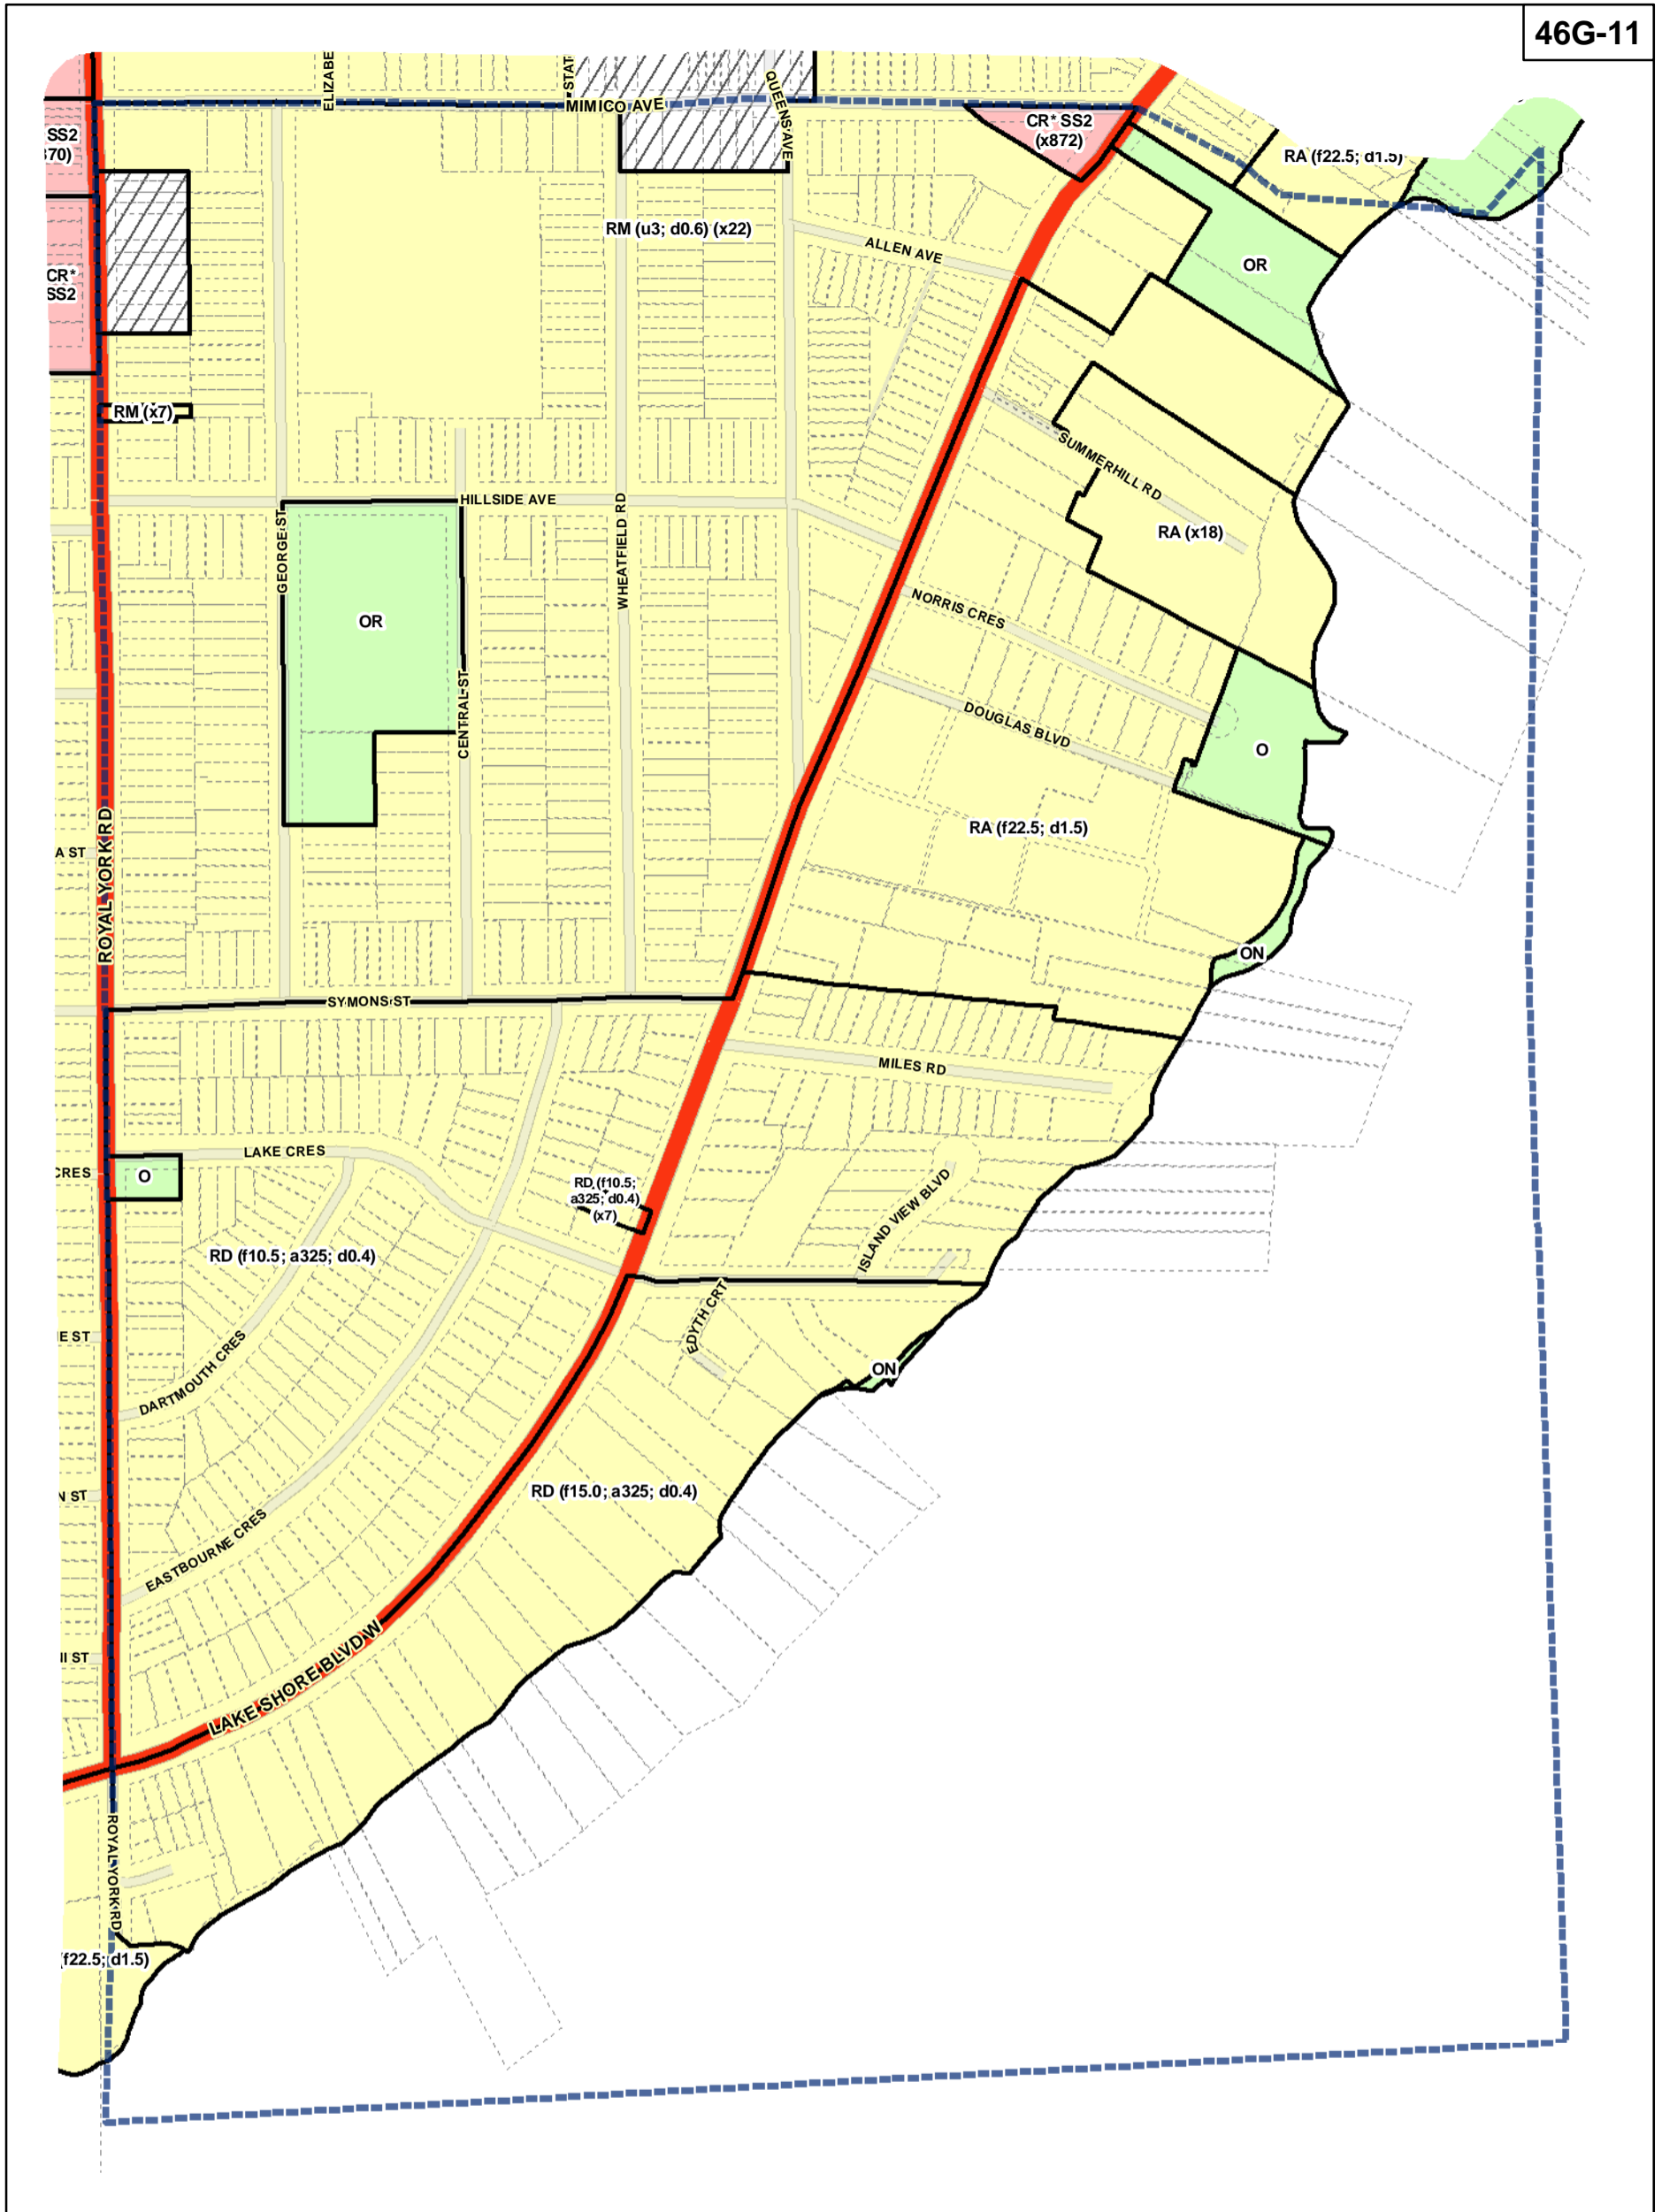 46G-11
ELIZABE
STAT
MIMICO AVE
QUEENS AVE
SS2
CR* SS2
(x872)
RA (f22.5; d1.5)
RM (u3; d0.6) (x22)
ALLEN AVE
OR
CR*
SS2
RM (x7)
SUMMERHILL RD
HILLSIDE AVE
GEORGE ST
WHEATFIELD RD
RA (x18)
NORRIS CRES
OR
CENTRAL ST
DOUGLAS BLVD
O
RA (f22.5; d1.5)
A ST
ROYAL YORK RD
ON
SYMONS ST
MILES RD
LAKE CRES
CRES
O
RD (f10.5;
a325; d0.4)
(x7)
ISLAND VIEW BLVD
RD (f10.5; a325; d0.4)
E ST
EDYTH CRT
DARTMOUTH CRES
ON
N ST
RD (f15.0; a325; d0.4)
EASTBOURNE CRES
II ST
LAKE SHORE BLVD W
ROYAL YORK RD
(f22.5; d1.5)